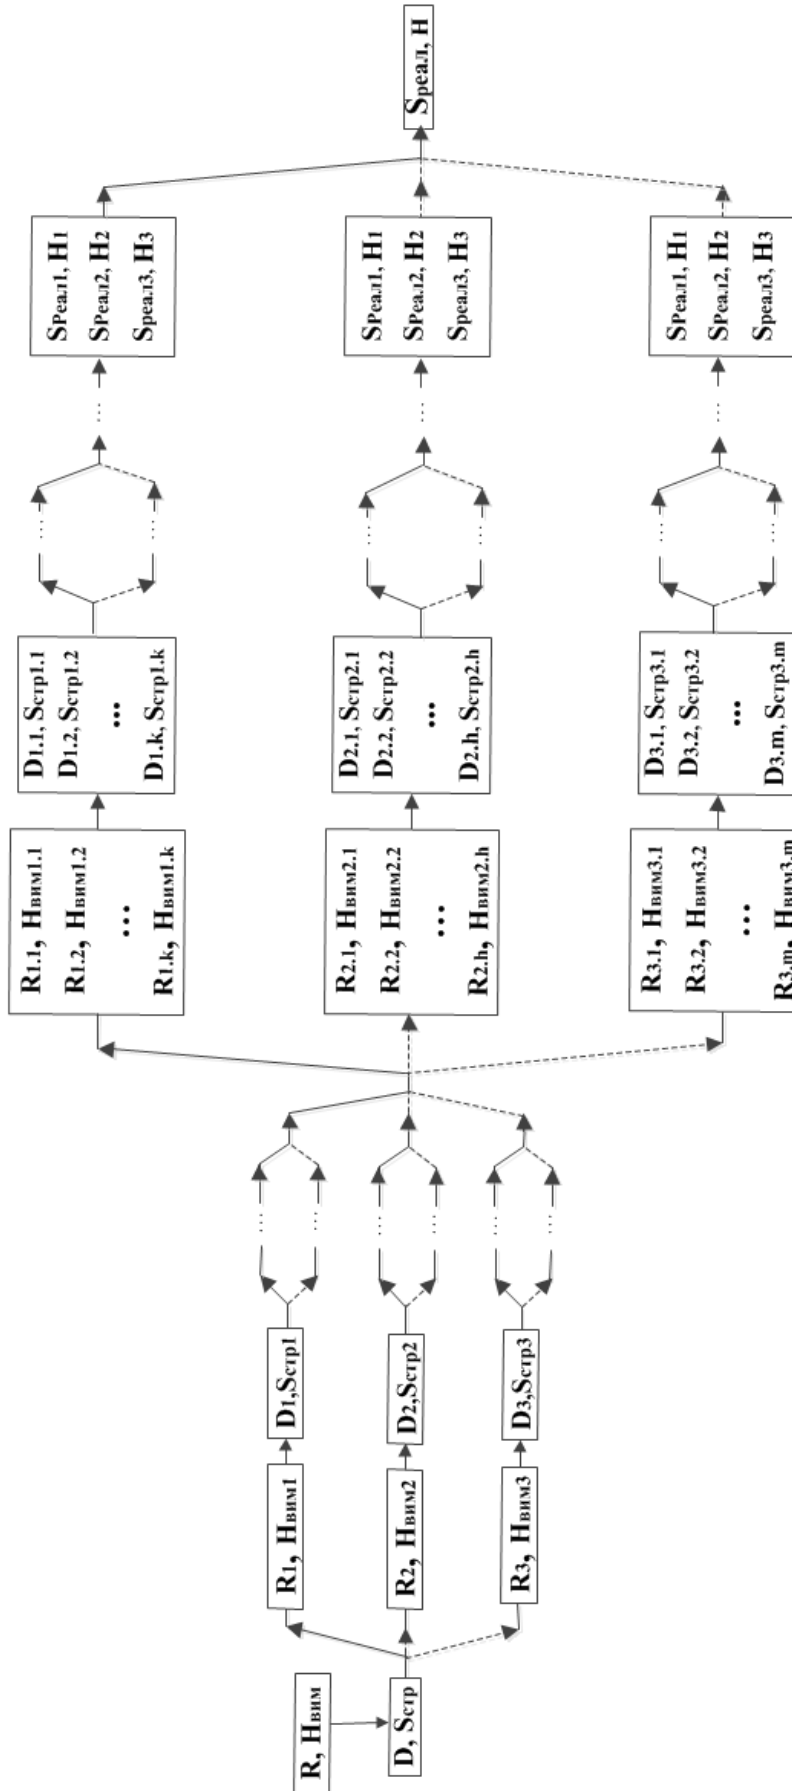 R, Hвим
D, Sстр
R1, Hвим1
D1,Sстр1
R2, Hвим2
D2,Sстр2
R3, Hвим3
D3,Sстр3
R1.1, Hвим1.1
R1.2, Hвим1.2
...
R1.k, Hвим1.k
D1.1, Sстр1.1
D1.2, Sстр1.2
...
D1.k, Sстр1.k
SРеал1, H1
SРеал2, H2
Sреал3, H3
R2.1, Hвим2.1
R2.2, Hвим2.2
...
R2.h, Hвим2.h
D2.1, Sстр2.1
D2.2, Sстр2.2
...
D2.h, Sстр2.h
SРеал1, H1
SРеал2, H2
Sреал3, H3
R3.1, Hвим3.1
R3.2, Hвим3.2
...
R3.m, Hвим3.m
D3.1, Sстр3.1
D3.2, Sстр3.2
...
D3.m, Sстр3.m
SРеал1, H1
SРеал2, H2
Sреал3, H3
Sреал, H